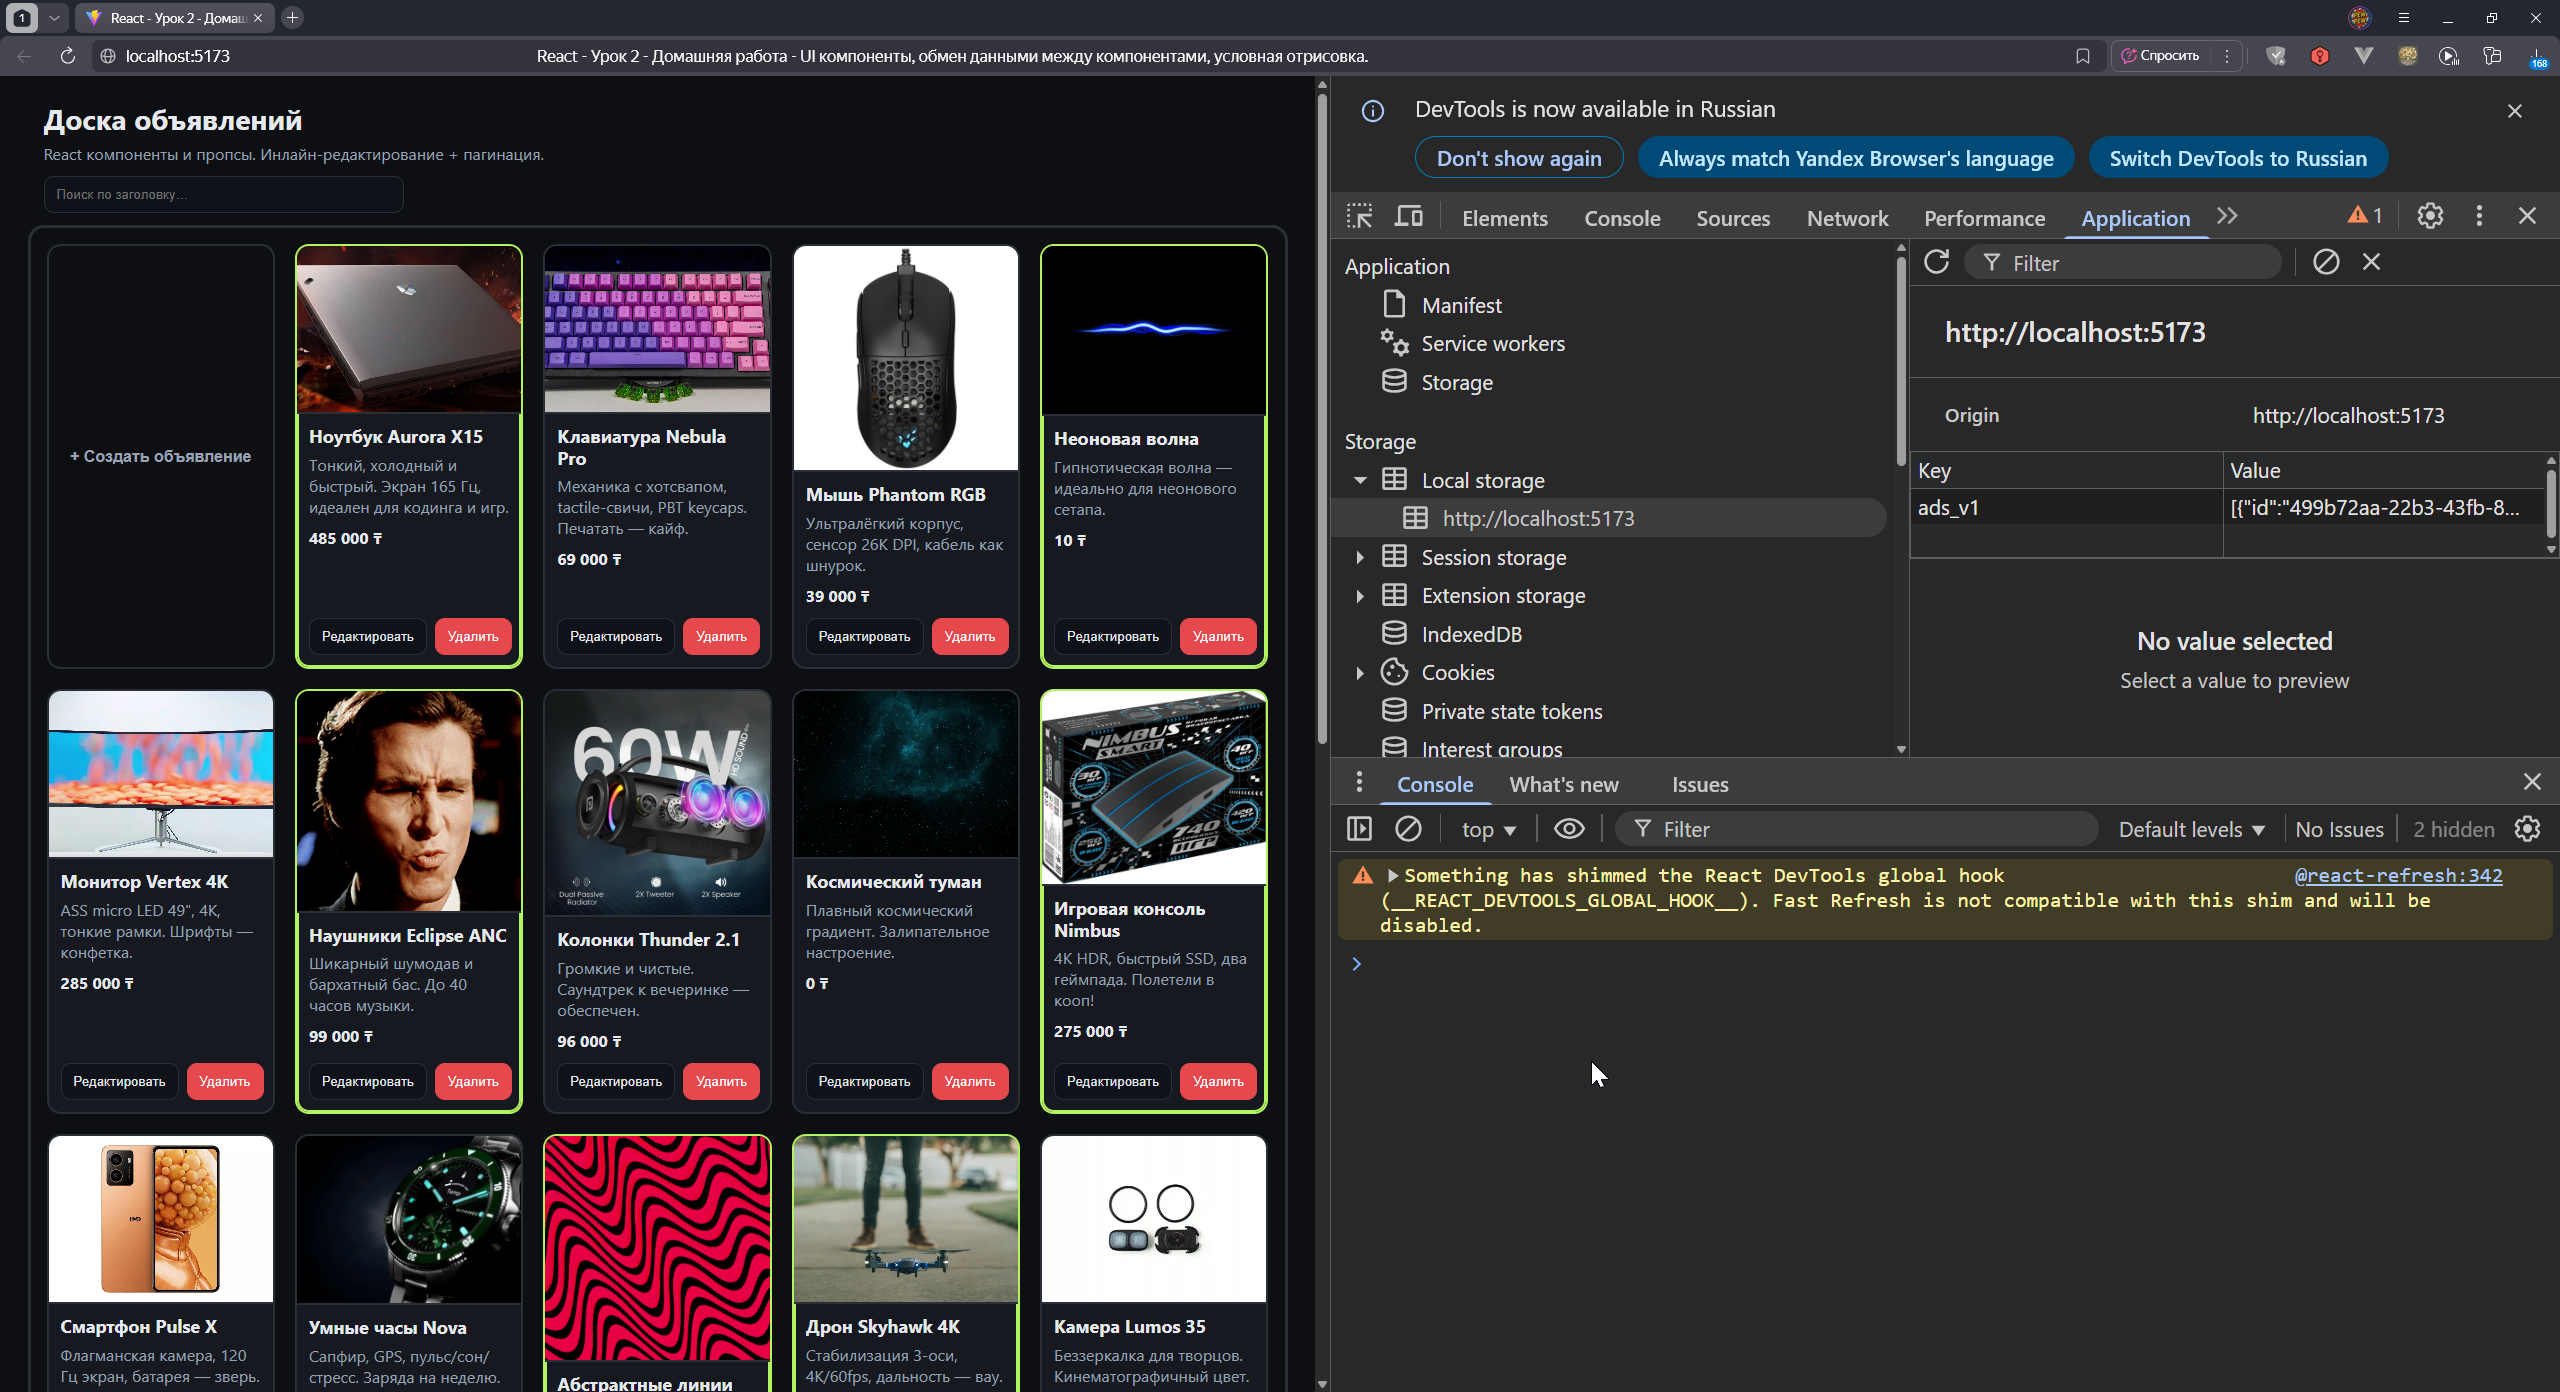 1
React - Урок 2 - Домаш
localhost:5173
React - Урок 2 - Домашняя работа - UI компоненты, обмен данными между компонентами, условная отрисовка.
Спросить
168
Доска объявлений
React компоненты и пропсы. Инлайн-редактирование + пагинация.
Поиск по заголовку...
+ Создать объявление
Ноутбук Aurora X15
Тонкий, холодный и
быстрый. Экран 165 Гц,
идеален для кодинга и игр.
485 000 ₸
Редактировать
Удалить
Клавиатура Nebula
Pro
Механика с хотсвапом,
tactile-свичи, PBT keycaps.
Печатать — кайф.
69 000 ₸
Редактировать
Удалить
Мышь Phantom RGB
Ультралёгкий корпус,
сенсор 26K DPI, кабель как
шнурок.
39 000 ₸
Редактировать
Удалить
Неоновая волна
Гипнотическая волна —
идеально для неонового
сетапа.
10 ₸
Редактировать
Удалить
Монитор Vertex 4K
ASS micro LED 49", 4K,
тонкие рамки. Шрифты —
конфетка.
285 000 ₸
Редактировать
Удалить
Наушники Eclipse ANC
Шикарный шумодав и
бархатный бас. До 40
часов музыки.
99 000 ₸
Редактировать
Удалить
60W
HD SOUND
Dual Passive
Radiator
2X Tweeter
2X Speaker
Колонки Thunder 2.1
Громкие и чистые.
Саундтрек к вечеринке —
обеспечен.
96 000 ₸
Редактировать
Удалить
Космический туман
Плавный космический
градиент. Залипательное
настроение.
0 ₸
Редактировать
Удалить
NIMBUS
SMART
740
ИГР
Игровая консоль
Nimbus
4K HDR, быстрый SSD, два
геймпада. Полетели в
кооп!
275 000 ₸
Редактировать
Удалить
Смартфон Pulse X
Флагманская камера, 120
Гц экран, батарея — зверь.
Умные часы Nova
Сапфир, GPS, пульс/сон/
стресс. Заряда на неделю.
Абстрактные линии
Дрон Skyhawk 4K
Стабилизация 3-оси,
4K/60fps, дальность — вау.
Камера Lumos 35
Беззеркалка для творцов.
Кинематографичный цвет.
DevTools is now available in Russian
Don't show again
Always match Yandex Browser's language
Switch DevTools to Russian
Elements
Console
Sources
Network
Performance
Application
1
Application
Manifest
Service workers
Storage
Storage
Local storage
http://localhost:5173
Session storage
Extension storage
IndexedDB
Cookies
Private state tokens
Interest groups
Filter
http://localhost:5173
Origin
http://localhost:5173
Key
Value
ads_v1
[{"id":"499b72aa-22b3-43fb-8...
No value selected
Select a value to preview
Console
What's new
Issues
top
Filter
Default levels
No Issues
2 hidden
Something has shimmed the React DevTools global hook
@react-refresh:342
(__REACT_DEVTOOLS_GLOBAL_HOOK__). Fast Refresh is not compatible with this shim and will be
disabled.